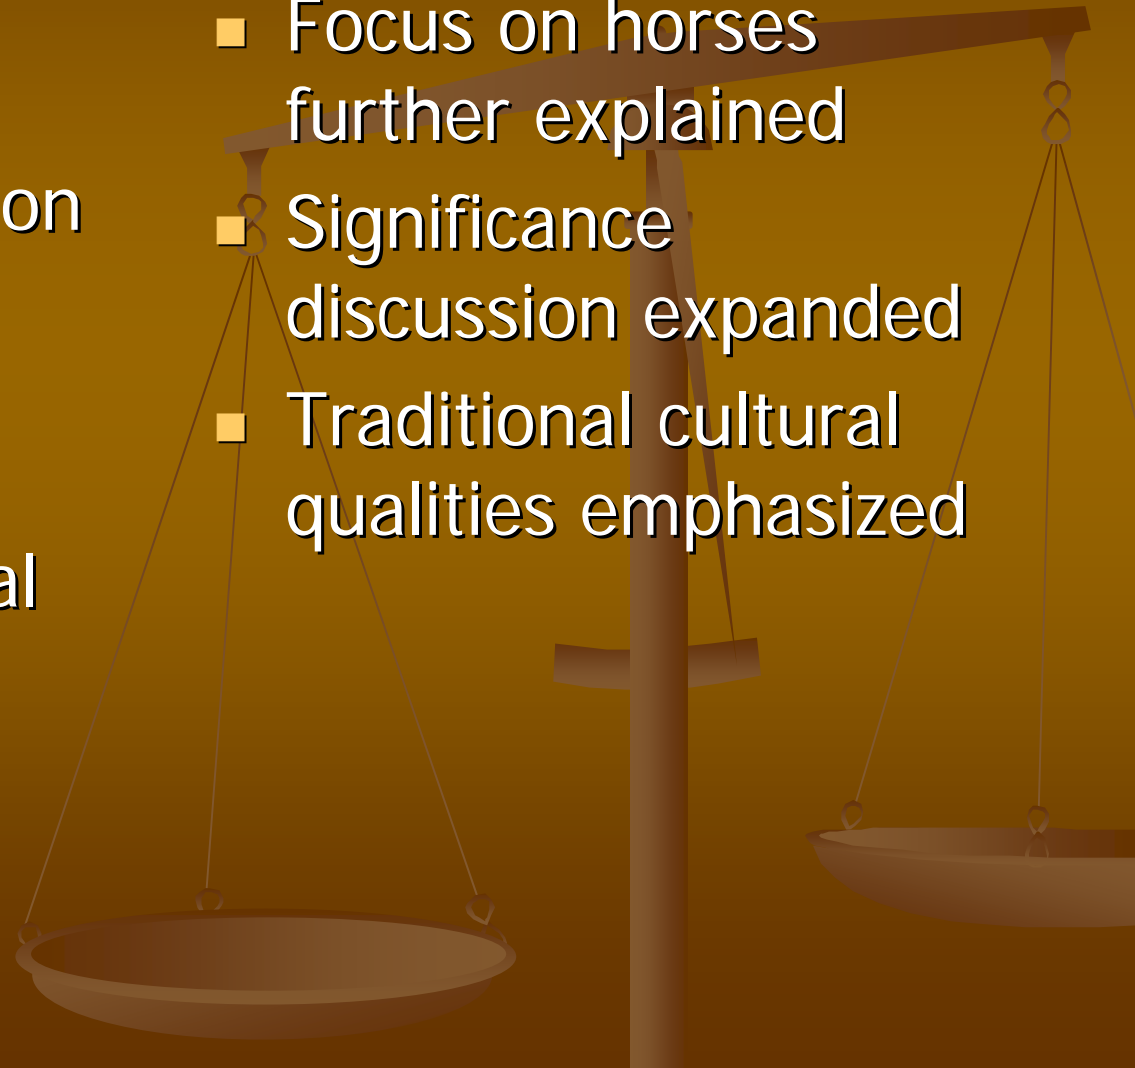 Focus on horses
further explained
Significance
discussion expanded
Traditional cultural
qualities emphasized